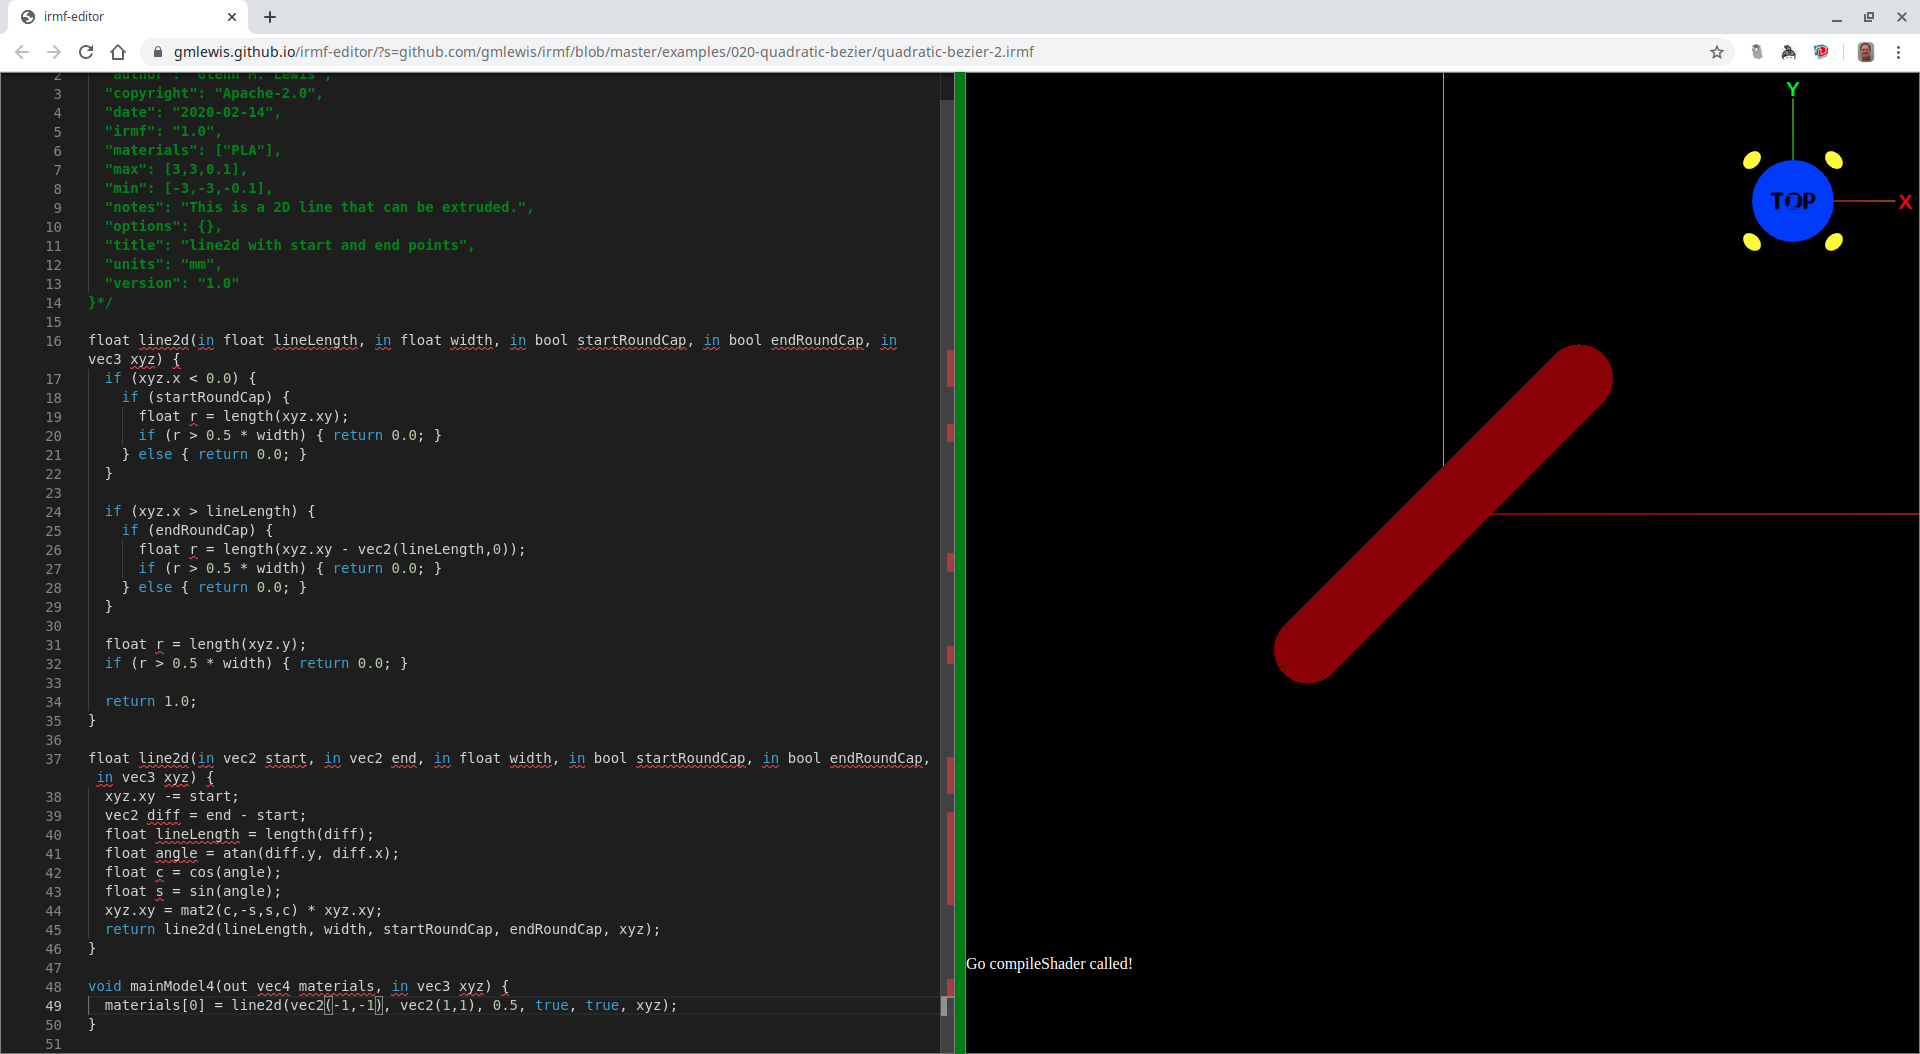 irmf-editor
gmlewis.github.io/irmf-editor/?s=github.com/gmlewis/irmf/blob/master/examples/020-quadratic-bezier/quadratic-bezier-2.irmf
2   "author": "Glenn M. Lewis",
3   "copyright": "Apache-2.0",
4   "date": "2020-02-14",
5   "irmf": "1.0",
6   "materials": ["PLA"],
7   "max": [3,3,0.1],
8   "min": [-3,-3,-0.1],
9   "notes": "This is a 2D line that can be extruded.",
10   "options": {},
11   "title": "line2d with start and end points",
12   "units": "mm",
13   "version": "1.0"
14 }*/
15
16 float line2d(in float lineLength, in float width, in bool startRoundCap, in bool endRoundCap, in
vec3 xyz) {
17   if (xyz.x < 0.0) {
18     if (startRoundCap) {
19       float r = length(xyz.xy);
20       if (r > 0.5 * width) { return 0.0; }
21     } else { return 0.0; }
22   }
23
24   if (xyz.x > lineLength) {
25     if (endRoundCap) {
26       float r = length(xyz.xy - vec2(lineLength,0));
27       if (r > 0.5 * width) { return 0.0; }
28     } else { return 0.0; }
29   }
30
31   float r = length(xyz.y);
32   if (r > 0.5 * width) { return 0.0; }
33
34   return 1.0;
35 }
36
37 float line2d(in vec2 start, in vec2 end, in float width, in bool startRoundCap, in bool endRoundCap,
in vec3 xyz) {
38   xyz.xy -= start;
39   vec2 diff = end - start;
40   float lineLength = length(diff);
41   float angle = atan(diff.y, diff.x);
42   float c = cos(angle);
43   float s = sin(angle);
44   xyz.xy = mat2(c,-s,s,c) * xyz.xy;
45   return line2d(lineLength, width, startRoundCap, endRoundCap, xyz);
46 }
47
48 void mainModel4(out vec4 materials, in vec3 xyz) {
49   materials[0] = line2d(vec2(-1,-1), vec2(1,1), 0.5, true, true, xyz);
50 }
51
Y
TOP
X
Go compileShader called!